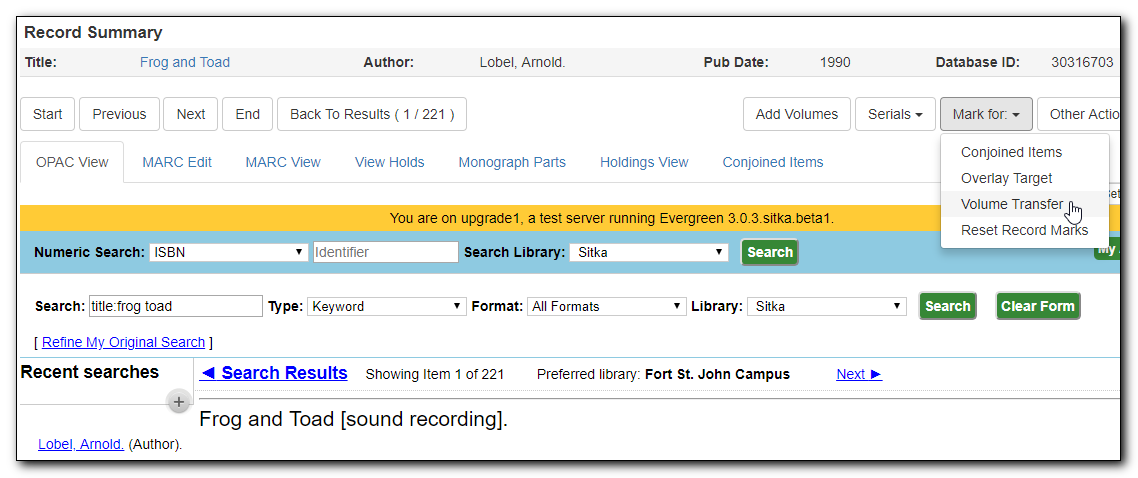 Record Summary
Title: Frog and Toad Author: Lobel, Arnold. Pub Date: 1990 Database ID: 30316703
Start Previous Next End Back To Results ( 1 / 221 ) Add Volumes Serials Mark for: Other Actio
OPAC View MARC Edit MARC View View Holds Monograph Parts Holdings View Conjoined Items
Conjoined Items
Overlay Target
Volume Transfer
Reset Record Marks
You are on upgrade1, a test server running Evergreen 3.0.3.sitka.beta1.
Numeric Search: ISBN Identifier Search Library: Sitka Search My
Search: title:frog toad Type: Keyword Format: All Formats Library: Sitka Search Clear Form
[ Refine My Original Search ]
Recent searches ◄ Search Results Showing Item 1 of 221 Preferred library: Fort St. John Campus Next ►
+
Frog and Toad [sound recording].
Lobel, Arnold. (Author).